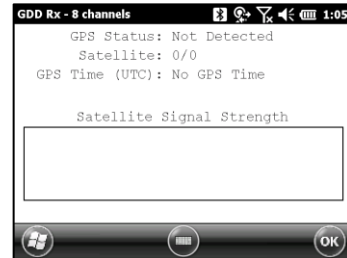 GDD Rx - 8 channels 1:05
GPS Status: Not Detected
Satellite: 0/0
GPS Time (UTC): No GPS Time
Satellite Signal Strength
OK